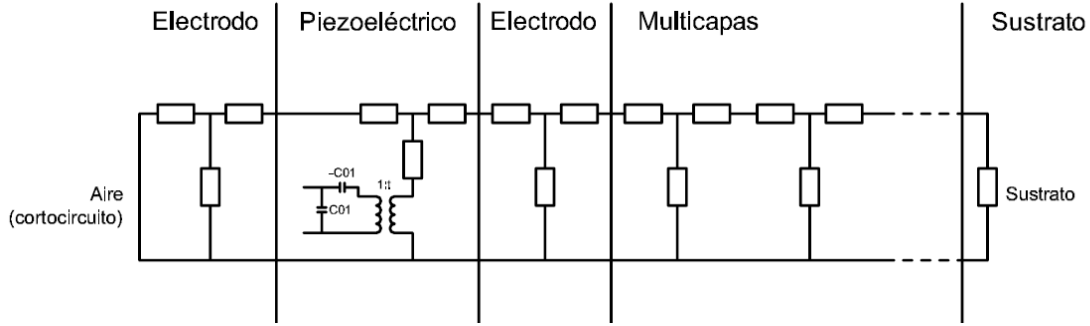 Electrodo Piezoeléctrico Electrodo Multicapas Sustrato
–C01
1:t
C01
Aire
(cortocircuito)
Sustrato